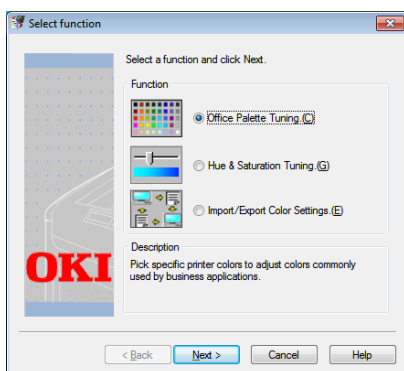 Select function
Select a function and click Next.
Function
Office Palette Tuning.(C)
Hue & Saturation Tuning.(G)
Import/Export Color Settings.(E)
Description
Pick specific printer colors to adjust colors commonly
used by business applications.
OKI
< Back
Next >
Cancel
Help